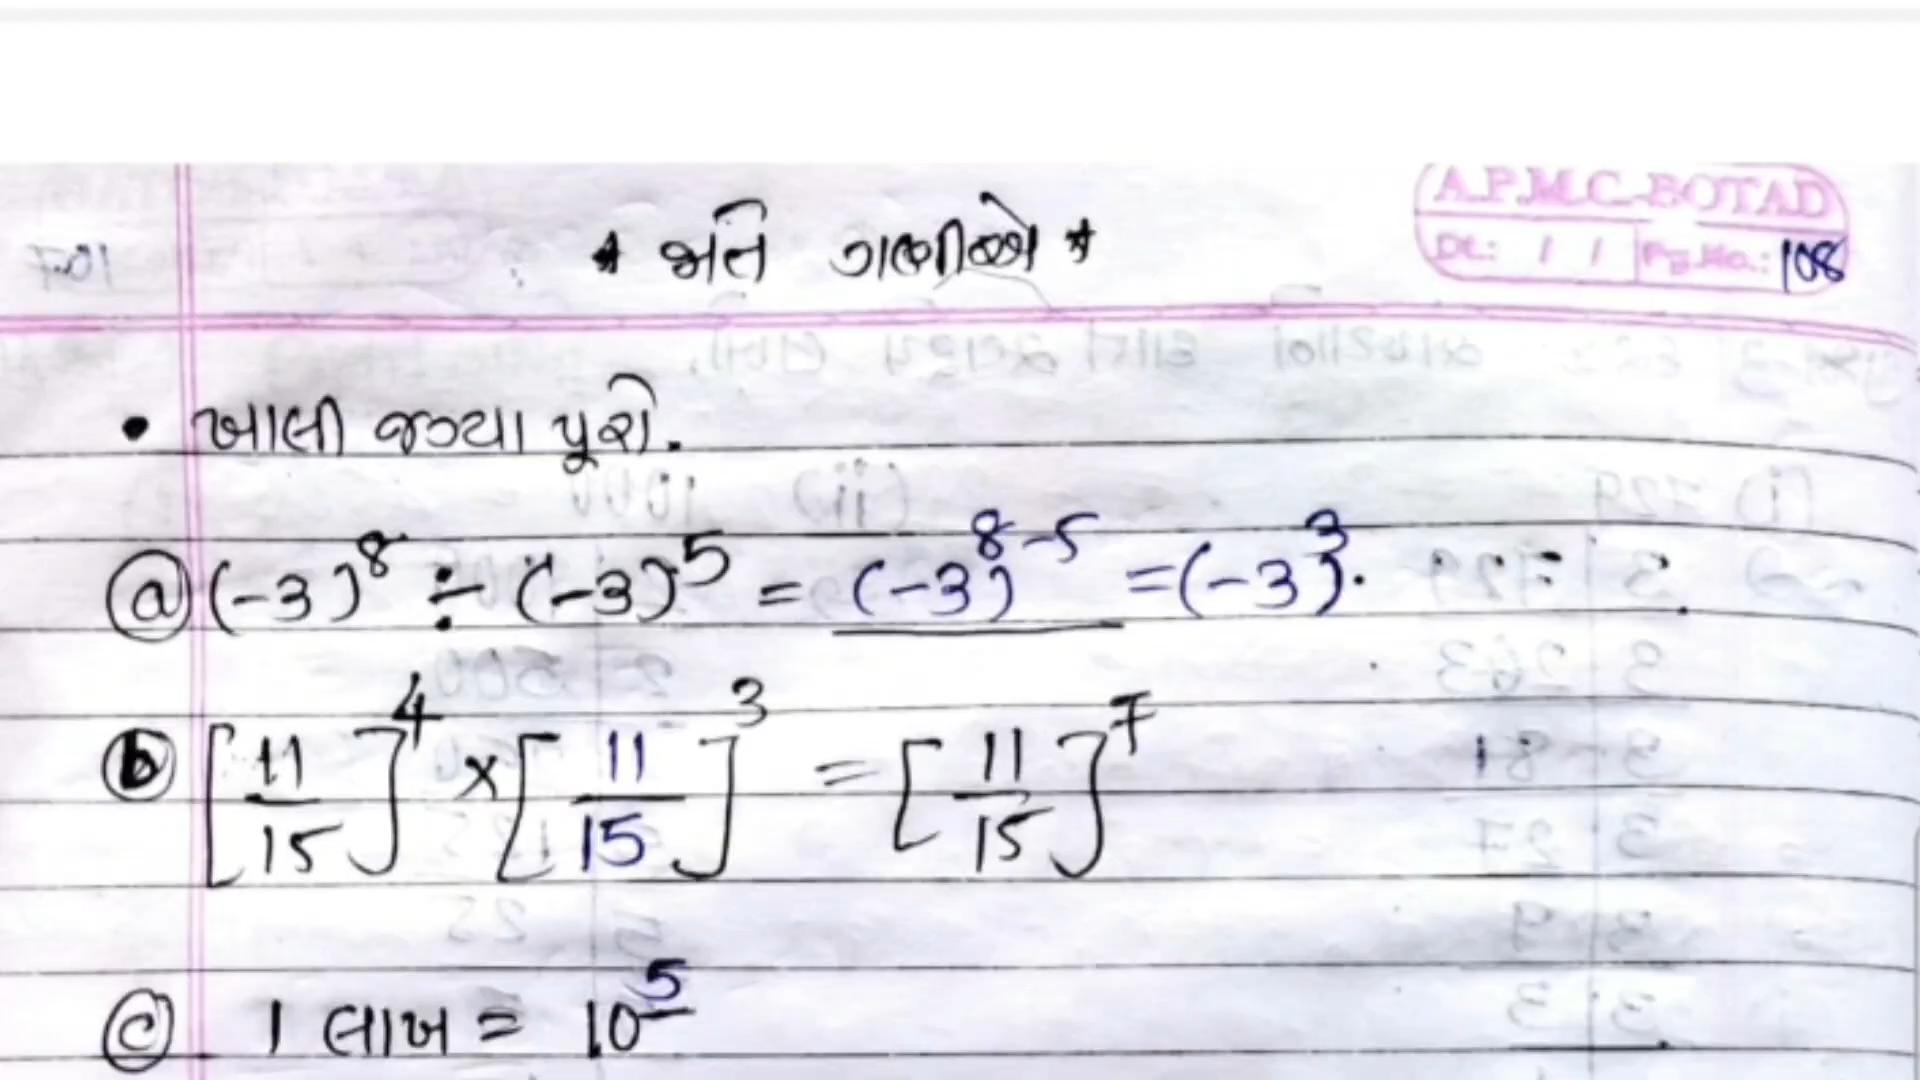 A.P.M.C. BOTAD
* જાતે ગણીએ *
Dt.: / / Pg.No.: 108
• ખાલી જગ્યા પૂરો.
ⓐ (-3)⁸ ÷ (-3)⁵ = (-3)⁸⁻⁵ = (-3)³.
ⓑ [11/15]⁴ × [11/15]³ = [11/15]⁷
ⓒ 1 લાખ = 10⁵